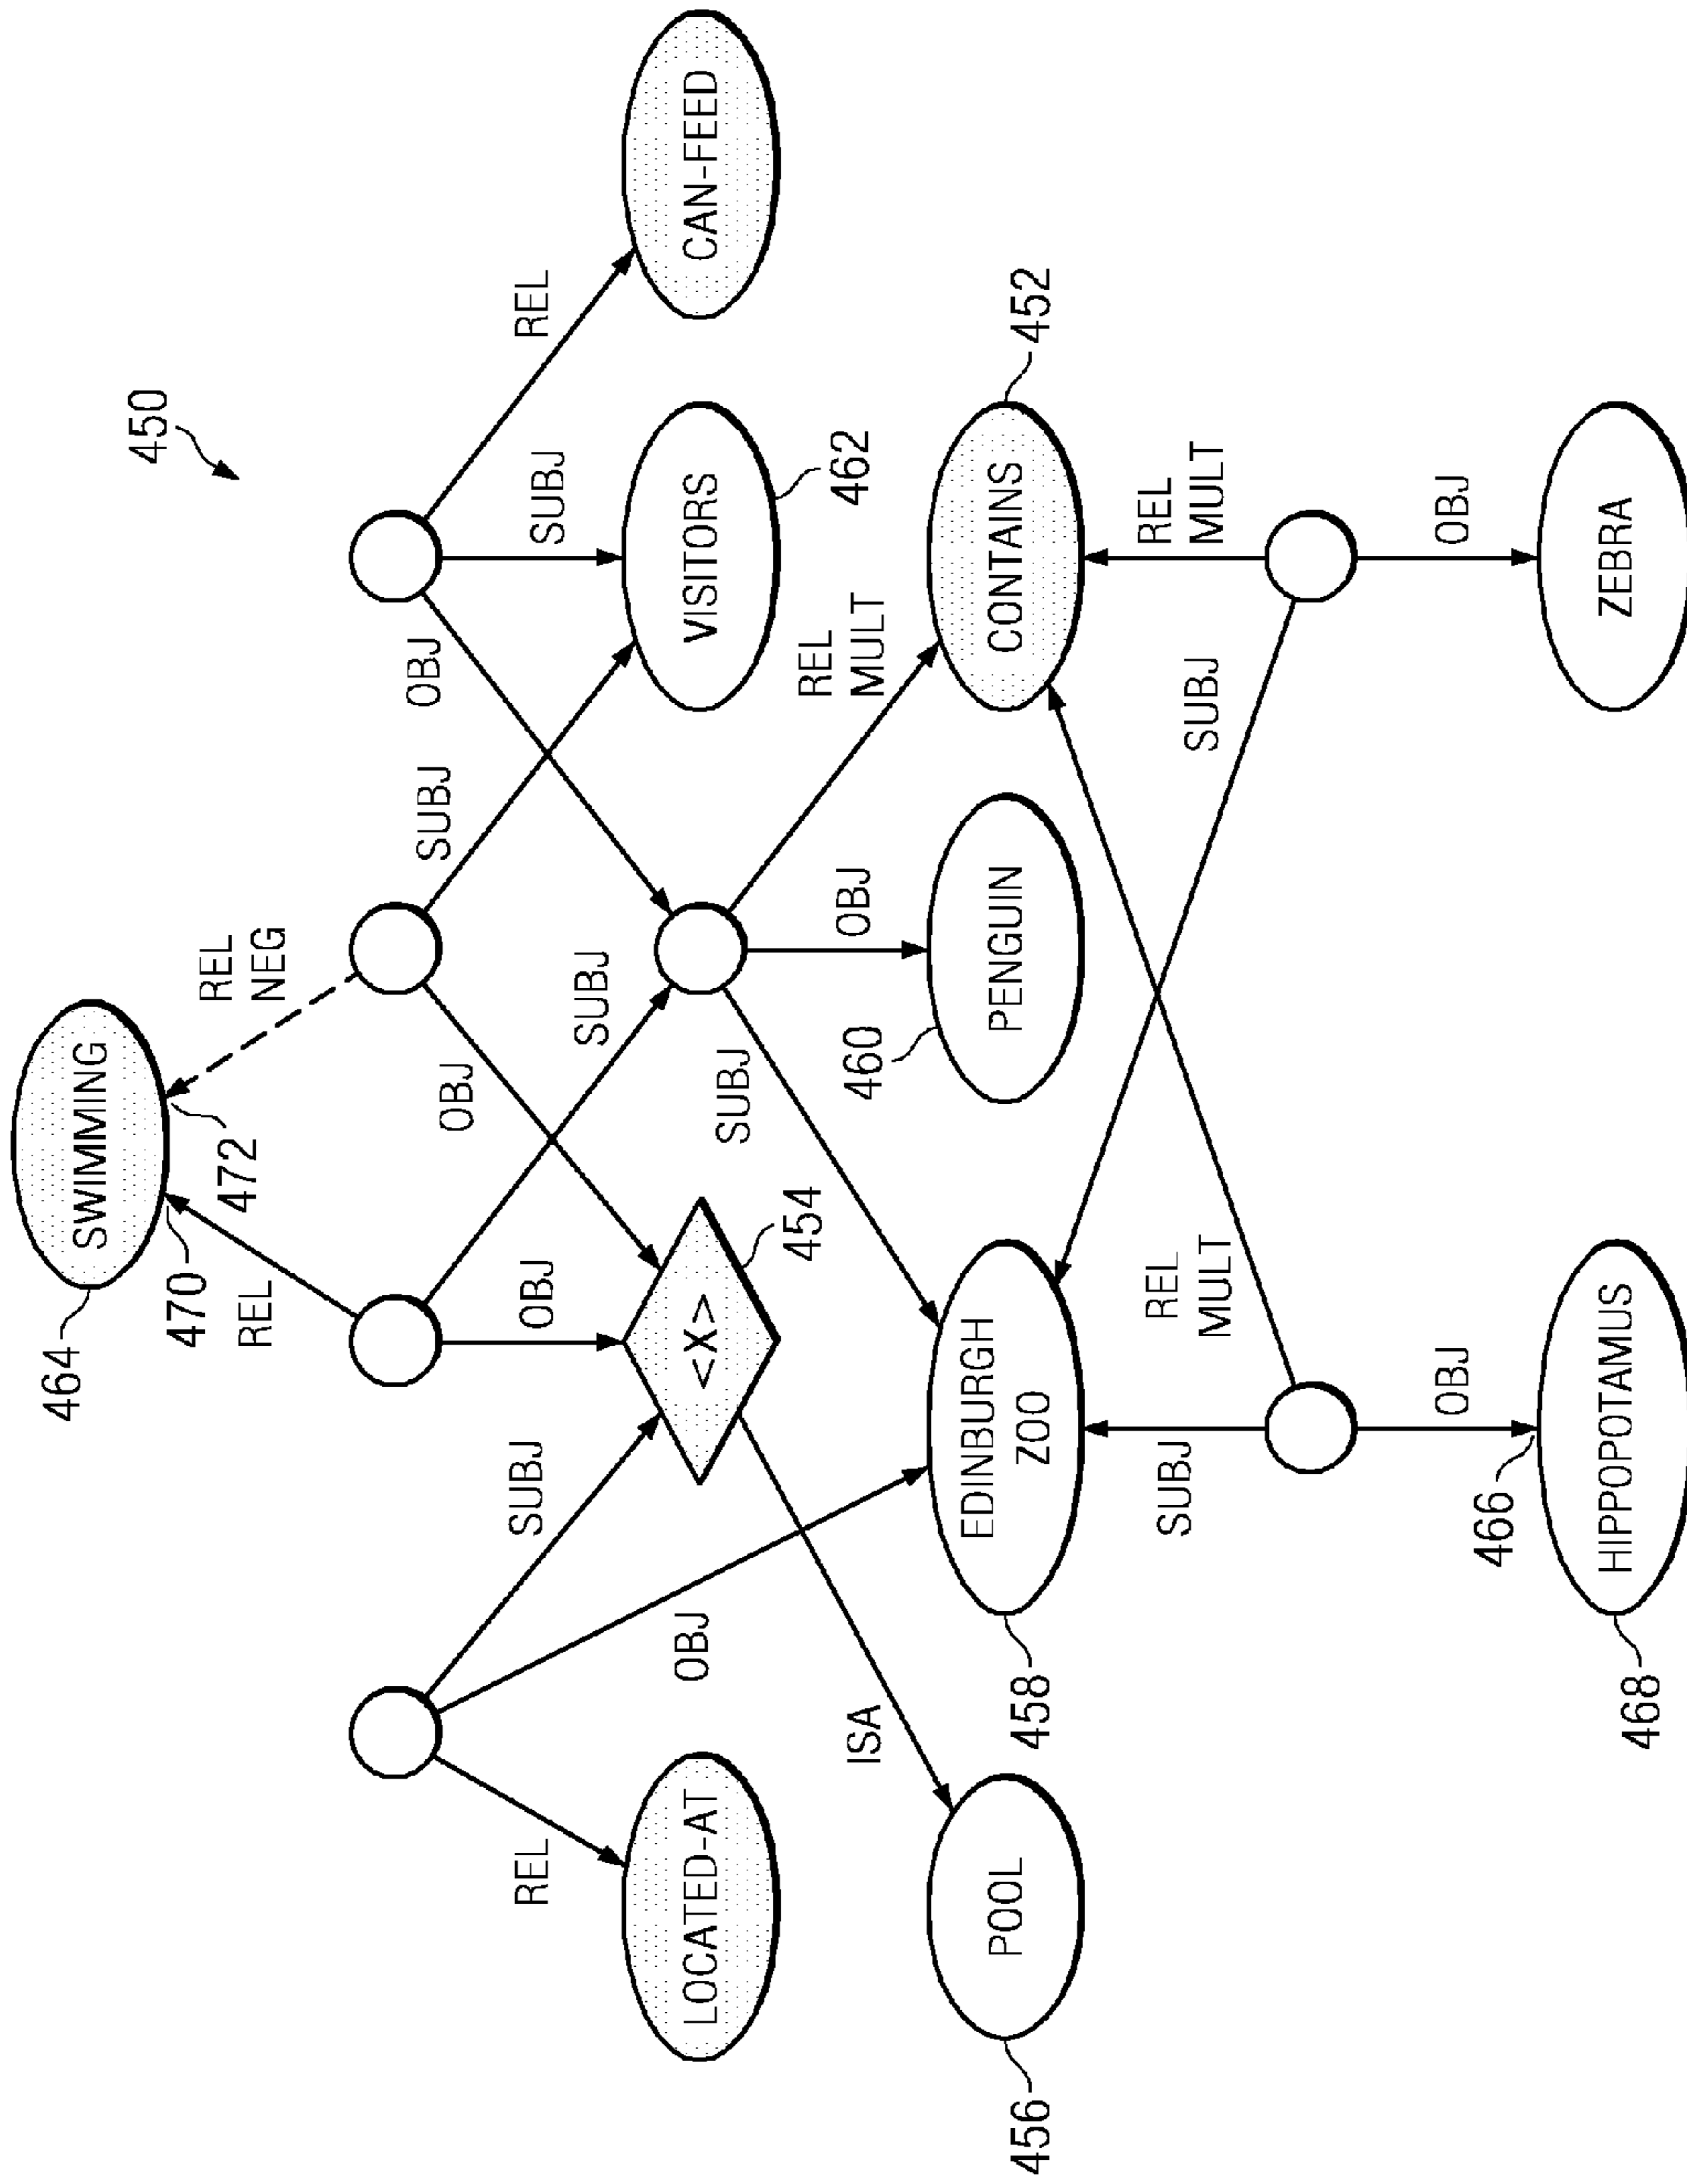 450
464
SWIMMING
470
472
REL
REL
NEG
REL
SUBJ
OBJ
OBJ
SUBJ
SUBJ
OBJ
SUBJ
REL
LOCATED-AT
<X>
454
VISITORS
462
CAN-FEED
OBJ
ISA
SUBJ
OBJ
REL
MULT
456
POOL
458
EDINBURGH
ZOO
460
PENGUIN
CONTAINS
452
SUBJ
REL
MULT
SUBJ
REL
MULT
466
OBJ
OBJ
468
HIPPOPOTAMUS
ZEBRA